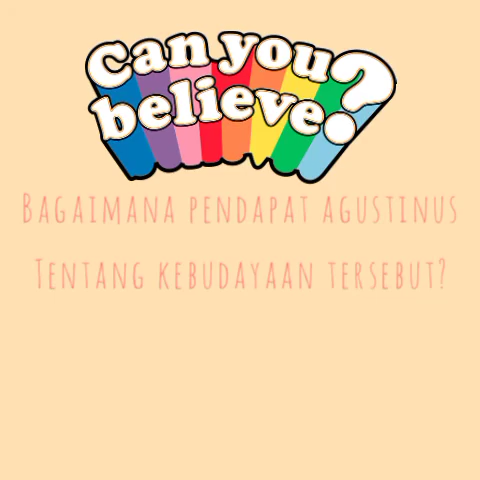 Can you
believe?
Bagaimana pendapat agustinus
Tentang kebudayaan tersebut?